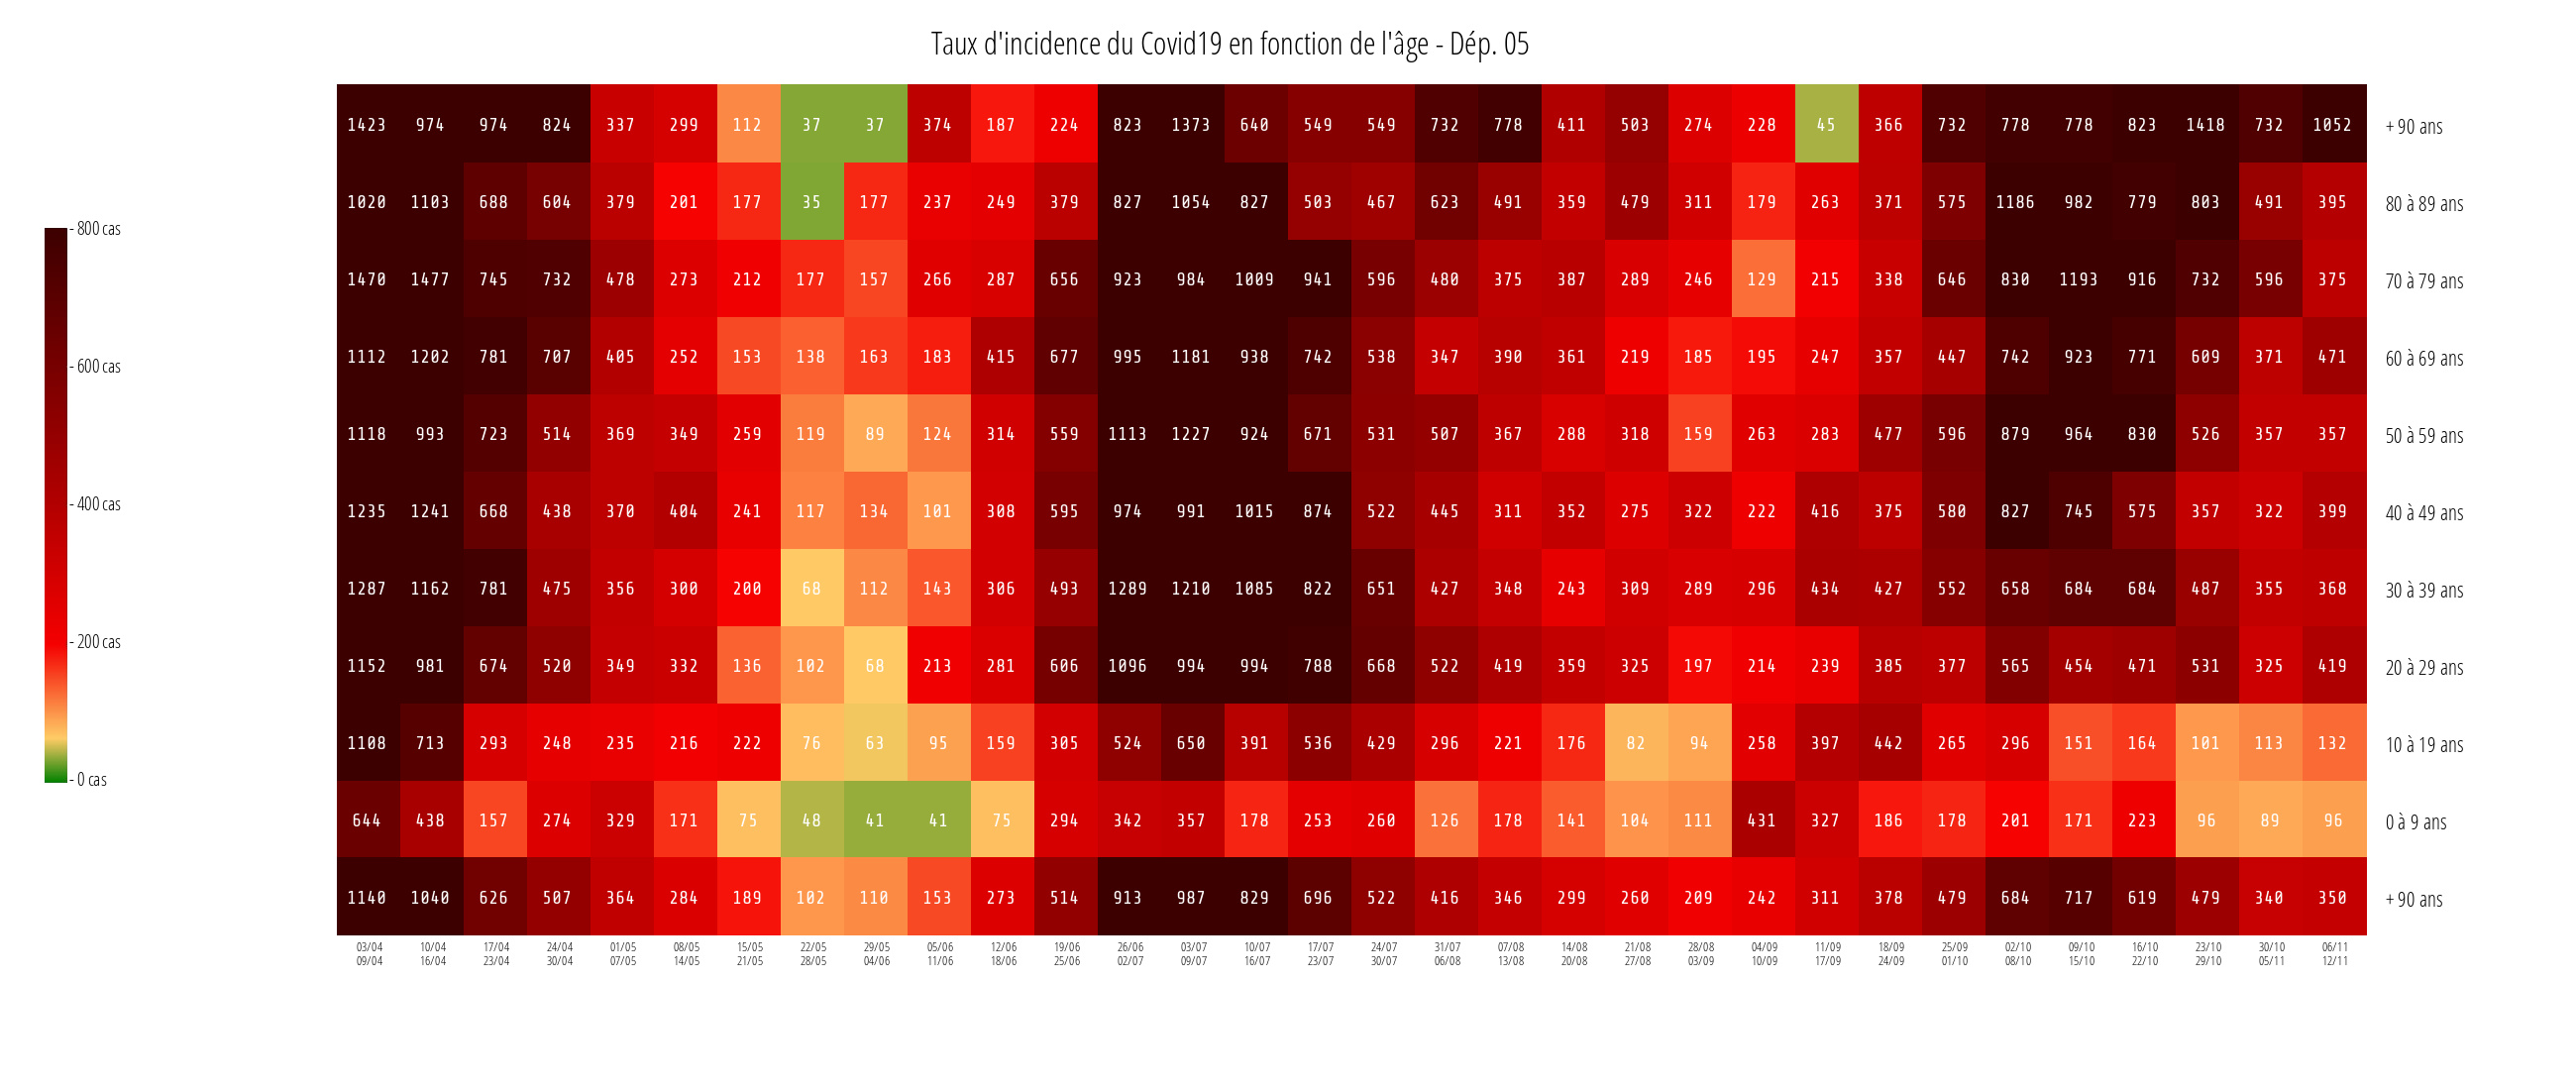 Taux d'incidence du Covid19 en fonction de l'âge - Dép. 05
1423 974 974 824 337 299 112 37 37 374 187 224 823 1373 640 549 549 732 778 411 503 274 228 45 366 732 778 778 823 1418 732 1052 + 90 ans
1020 1103 688 604 379 201 177 35 177 237 249 379 827 1054 827 503 467 623 491 359 479 311 179 263 371 575 1186 982 779 803 491 395 80 à 89 ans
- 800 cas
1470 1477 745 732 478 273 212 177 157 266 287 656 923 984 1009 941 596 480 375 387 289 246 129 215 338 646 830 1193 916 732 596 375 70 à 79 ans
1112 1202 781 707 405 252 153 138 163 183 415 677 995 1181 938 742 538 347 390 361 219 185 195 247 357 447 742 923 771 609 371 471 60 à 69 ans
- 600 cas
1118 993 723 514 369 349 259 119 89 124 314 559 1113 1227 924 671 531 507 367 288 318 159 263 283 477 596 879 964 830 526 357 357 50 à 59 ans
- 400 cas
1235 1241 668 438 370 404 241 117 134 101 308 595 974 991 1015 874 522 445 311 352 275 322 222 416 375 580 827 745 575 357 322 399 40 à 49 ans
1287 1162 781 475 356 300 200 68 112 143 306 493 1289 1210 1085 822 651 427 348 243 309 289 296 434 427 552 658 684 684 487 355 368 30 à 39 ans
- 200 cas
1152 981 674 520 349 332 136 102 68 213 281 606 1096 994 994 788 668 522 419 359 325 197 214 239 385 377 565 454 471 531 325 419 20 à 29 ans
1108 713 293 248 235 216 222 76 63 95 159 305 524 650 391 536 429 296 221 176 82 94 258 397 442 265 296 151 164 101 113 132 10 à 19 ans
- 0 cas
644 438 157 274 329 171 75 48 41 41 75 294 342 357 178 253 260 126 178 141 104 111 431 327 186 178 201 171 223 96 89 96 0 à 9 ans
1140 1040 626 507 364 284 189 102 110 153 273 514 913 987 829 696 522 416 346 299 260 209 242 311 378 479 684 717 619 479 340 350 + 90 ans
03/04 10/04 17/04 24/04 01/05 08/05 15/05 22/05 29/05 05/06 12/06 19/06 26/06 03/07 10/07 17/07 24/07 31/07 07/08 14/08 21/08 28/08 04/09 11/09 18/09 25/09 02/10 09/10 16/10 23/10 30/10 06/11
09/04 16/04 23/04 30/04 07/05 14/05 21/05 28/05 04/06 11/06 18/06 25/06 02/07 09/07 16/07 23/07 30/07 06/08 13/08 20/08 27/08 03/09 10/09 17/09 24/09 01/10 08/10 15/10 22/10 29/10 05/11 12/11